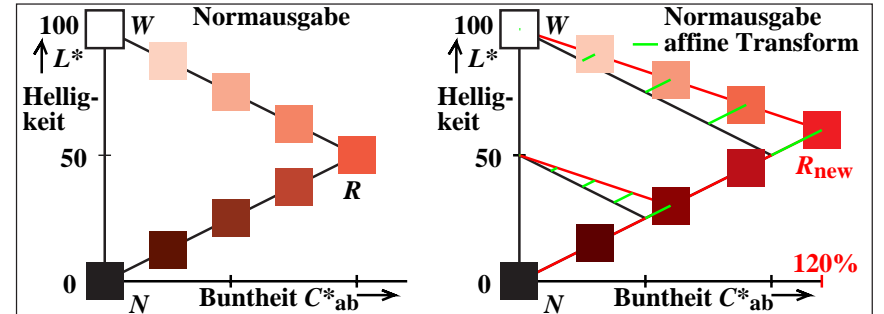 Normausgabe
100 W
L*
Hellig-
keit
50
R
0
N Buntheit C*ab
Normausgabe
affine Transform
100 W
L*
Hellig-
keit
50
Rnew
120%
0
N Buntheit C*ab